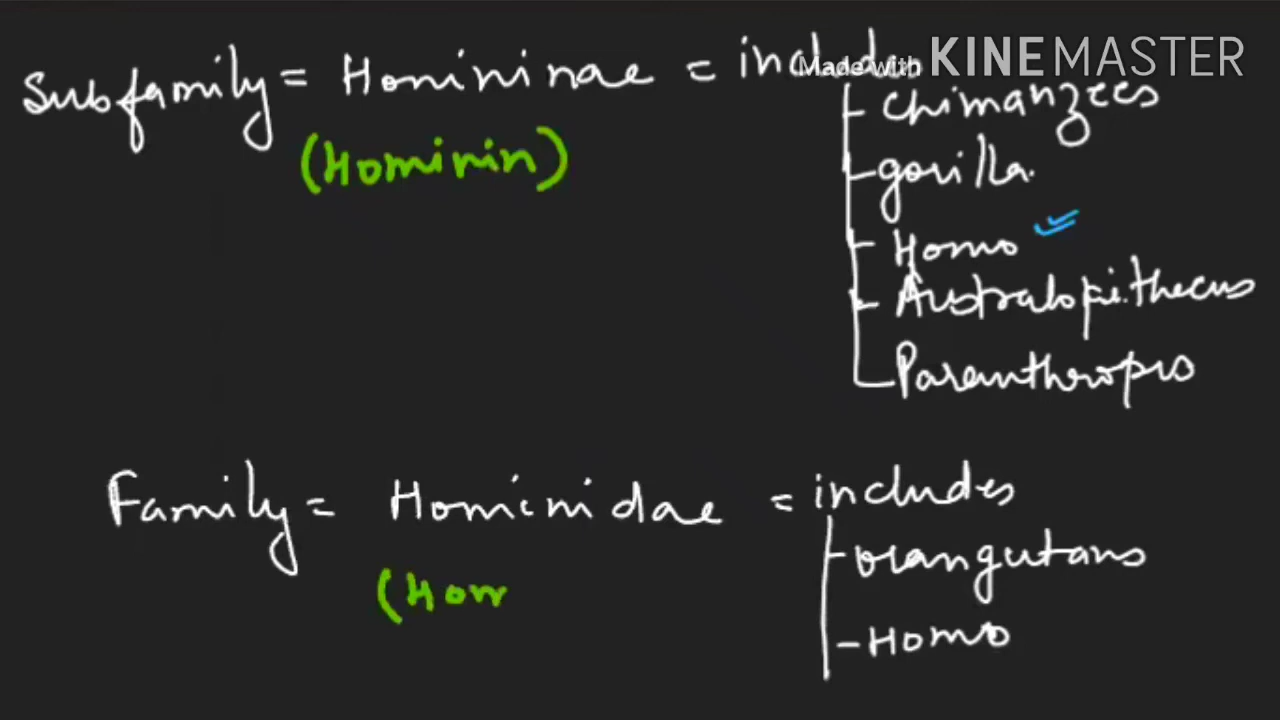 Subfamily = Homininae = includes
Made with KINEMASTER
(Hominin)
- Chimanzees
- gorilla.
- Homo
- Australopithecus
- Paranthropus
Family = Hominidae = includes
- orangutans
(Hom
- Homo